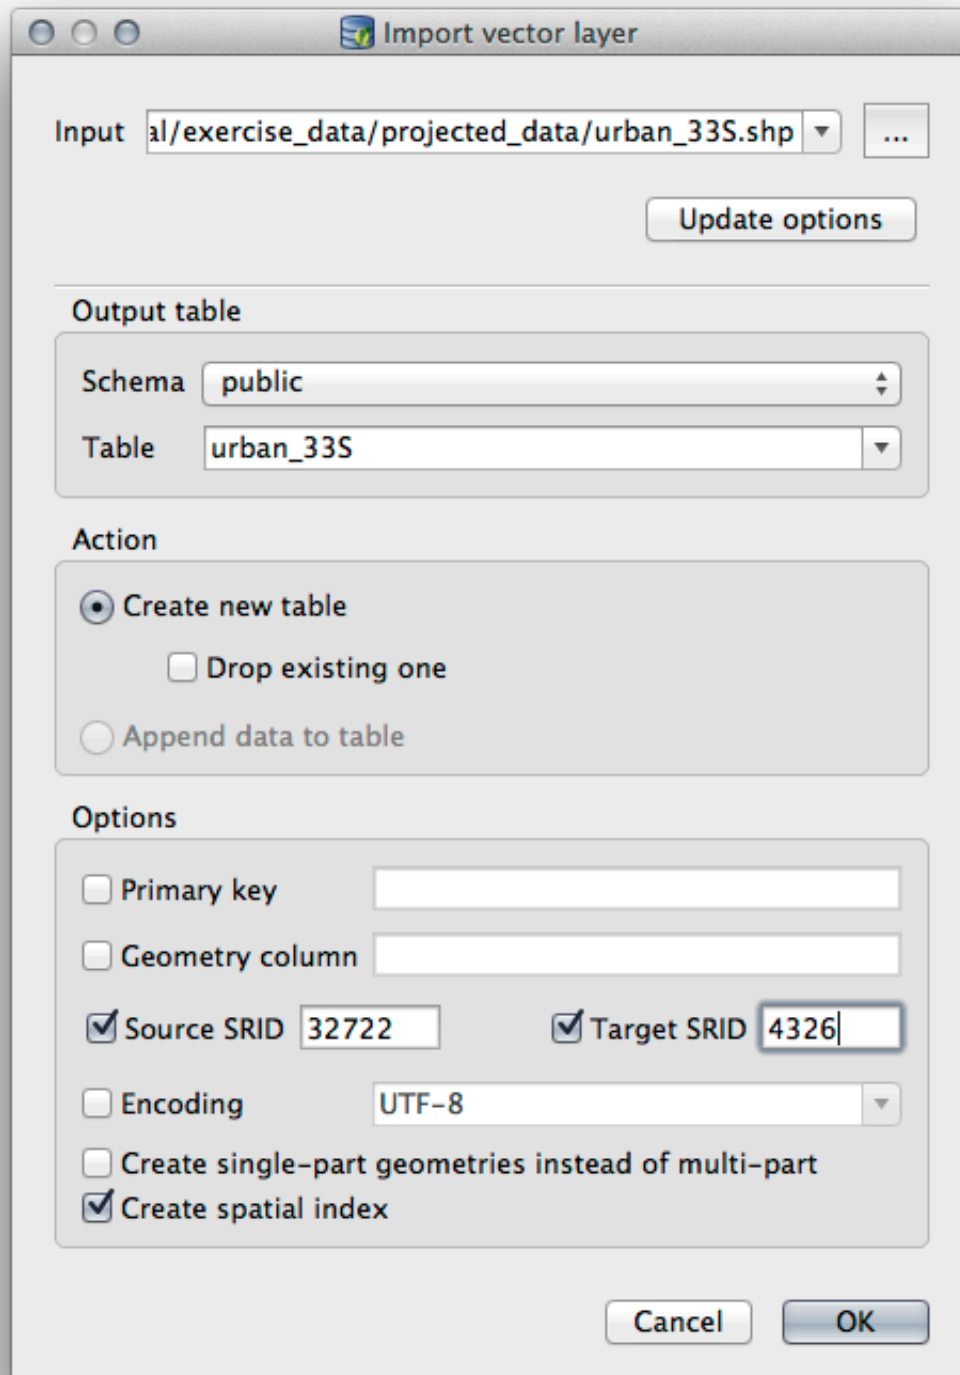 Import vector layer
Input al/exercise_data/projected_data/urban_33S.shp ...
Update options
Output table
Schema public
Table urban_33S
Action
Create new table
Drop existing one
Append data to table
Options
Primary key
Geometry column
Source SRID 32722 Target SRID 4326
Encoding UTF-8
Create single-part geometries instead of multi-part
Create spatial index
Cancel OK